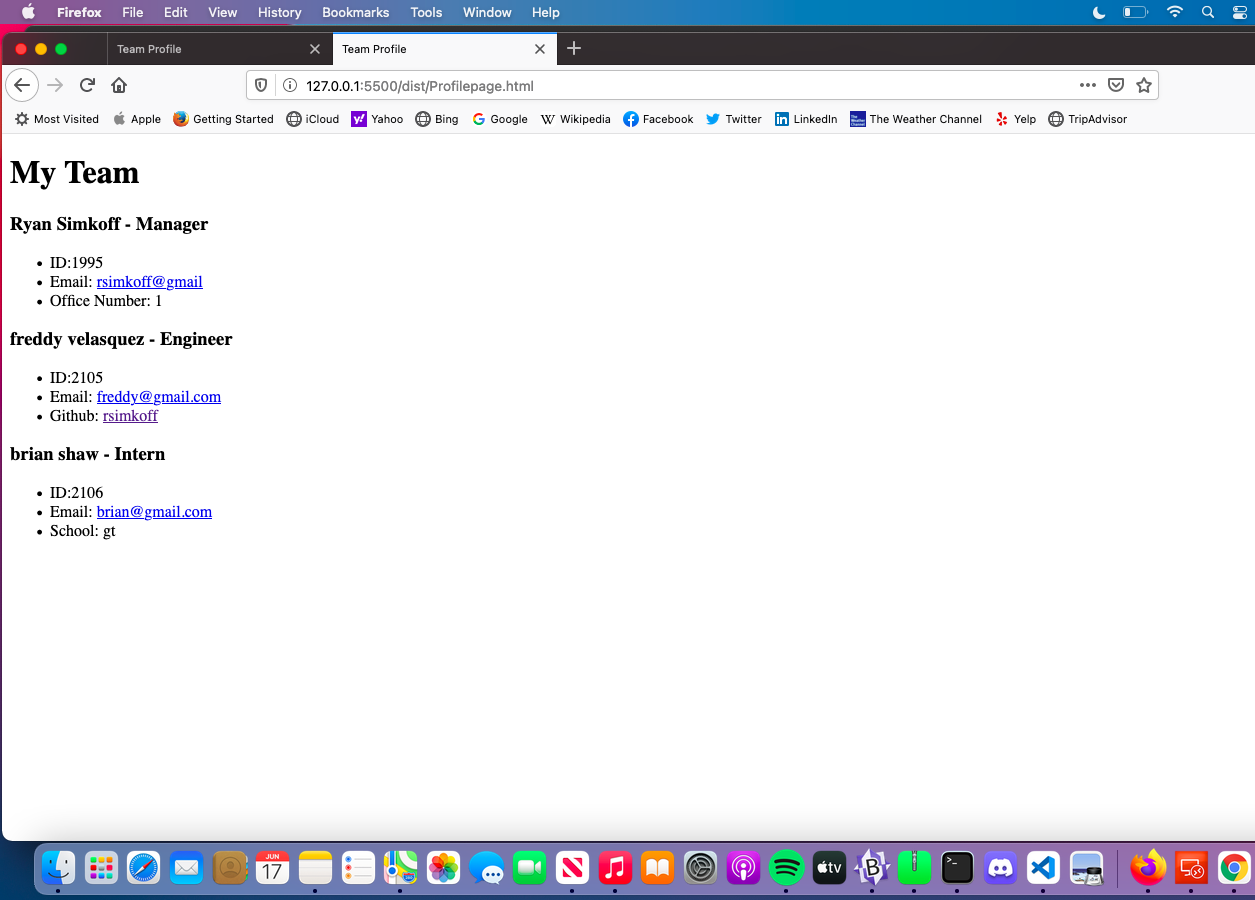 Firefox File Edit View History Bookmarks Tools Window Help
Team Profile Team Profile
127.0.0.1:5500/dist/Profilepage.html
Most Visited Apple Getting Started iCloud Yahoo Bing Google Wikipedia Facebook Twitter LinkedIn The Weather Channel Yelp TripAdvisor
My Team
Ryan Simkoff - Manager
• ID:1995
• Email: rsimkoff@gmail
• Office Number: 1
freddy velasquez - Engineer
• ID:2105
• Email: freddy@gmail.com
• Github: rsimkoff
brian shaw - Intern
• ID:2106
• Email: brian@gmail.com
• School: gt
JUN
17
tv
B